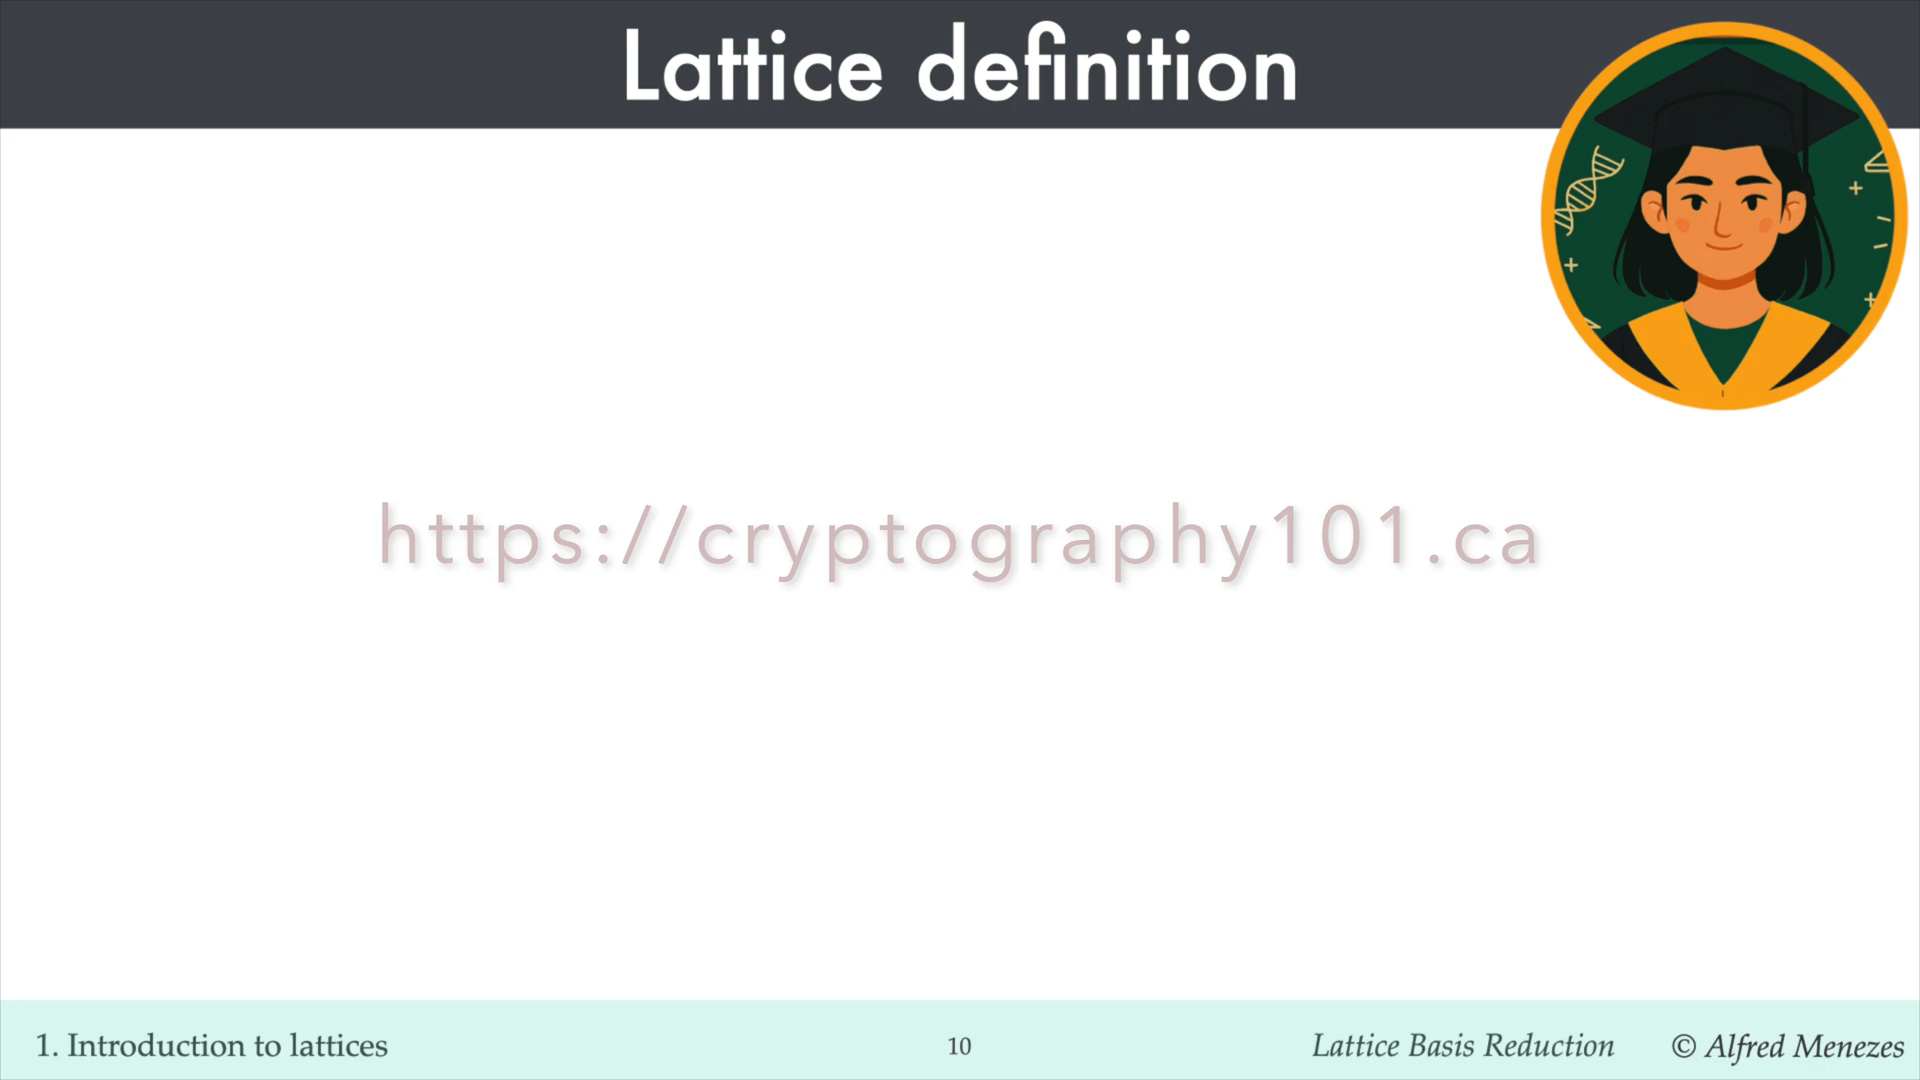 Lattice definition
https://cryptography101.ca
1. Introduction to lattices
10
Lattice Basis Reduction
© Alfred Menezes